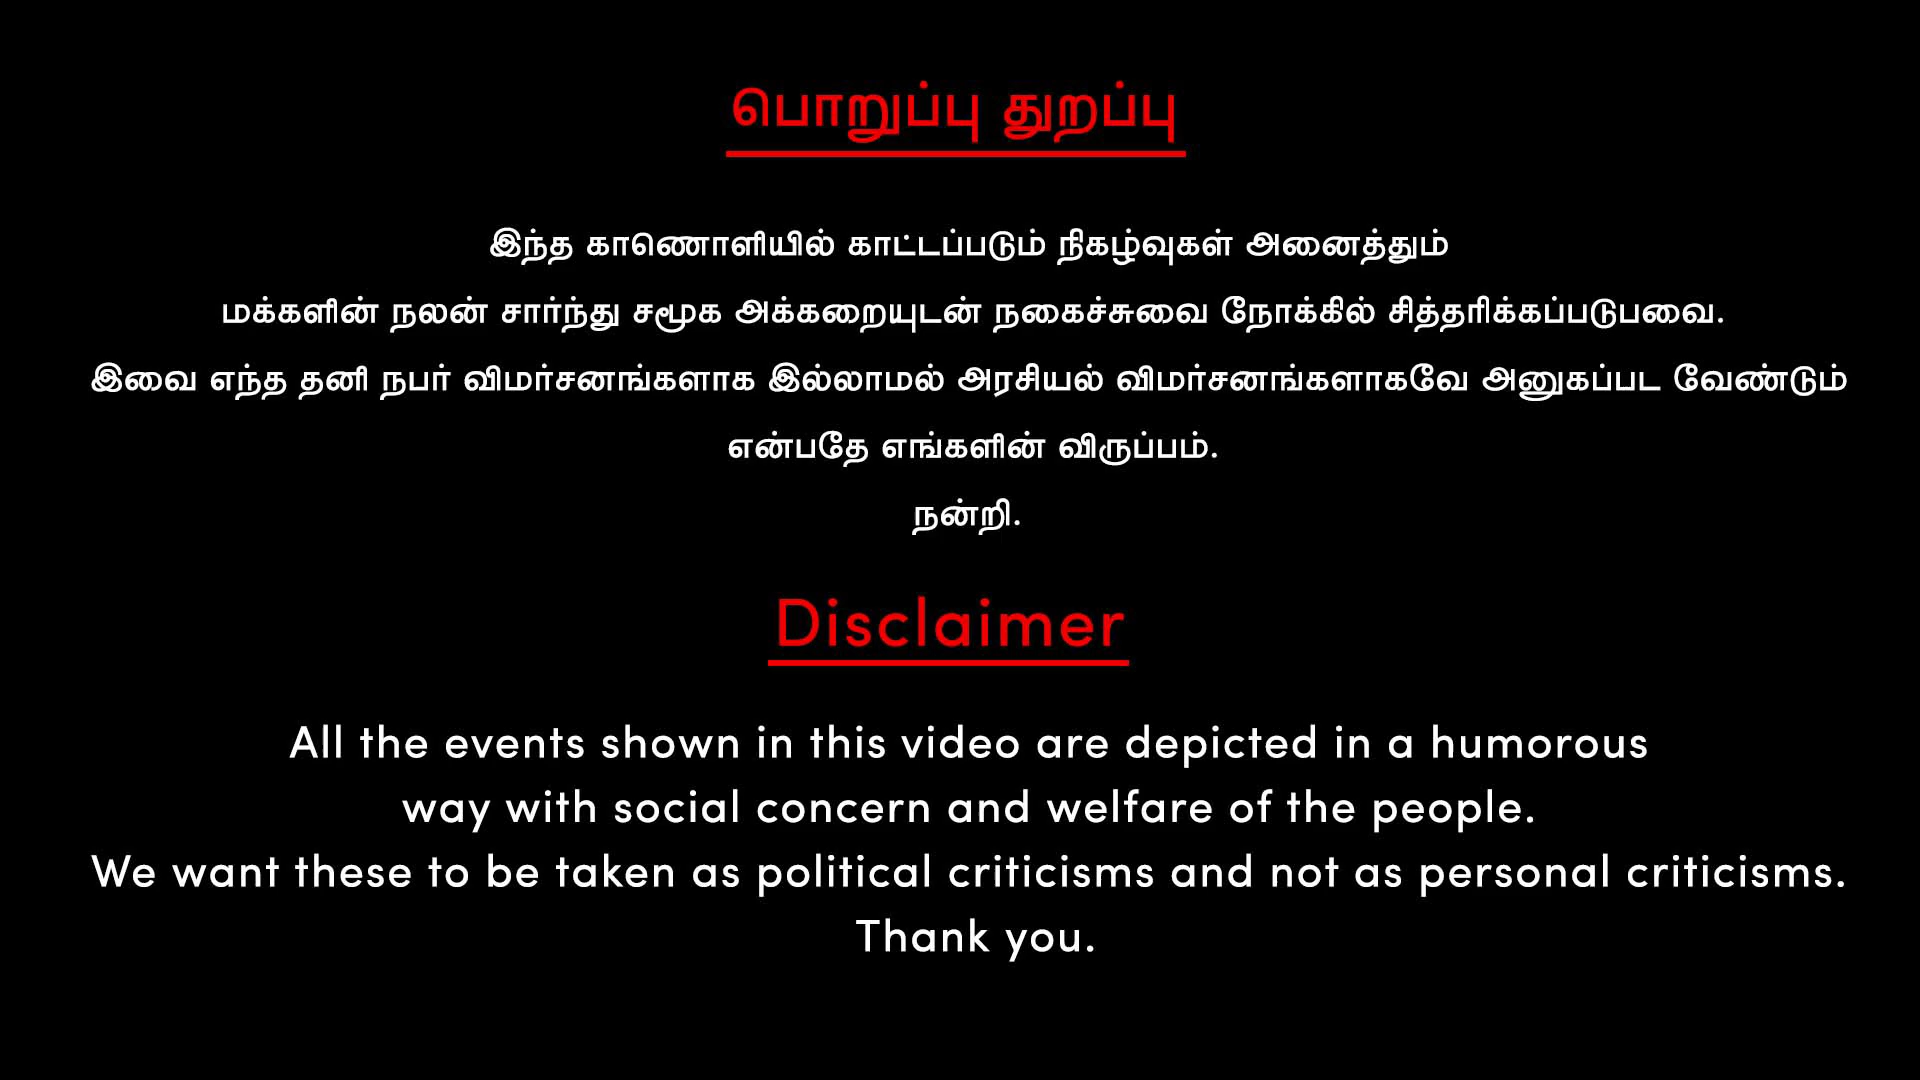 பொறுப்பு துறப்பு
இந்த காணொளியில் காட்டப்படும் நிகழ்வுகள் அனைத்தும்
மக்களின் நலன் சார்ந்து சமூக அக்கறையுடன் நகைச்சுவை நோக்கில் சித்தரிக்கப்படுபவை.
இவை எந்த தனி நபர் விமர்சனங்களாக இல்லாமல் அரசியல் விமர்சனங்களாகவே அனுகப்பட வேண்டும்
என்பதே எங்களின் விருப்பம்.
நன்றி.
Disclaimer
All the events shown in this video are depicted in a humorous
way with social concern and welfare of the people.
We want these to be taken as political criticisms and not as personal criticisms.
Thank you.